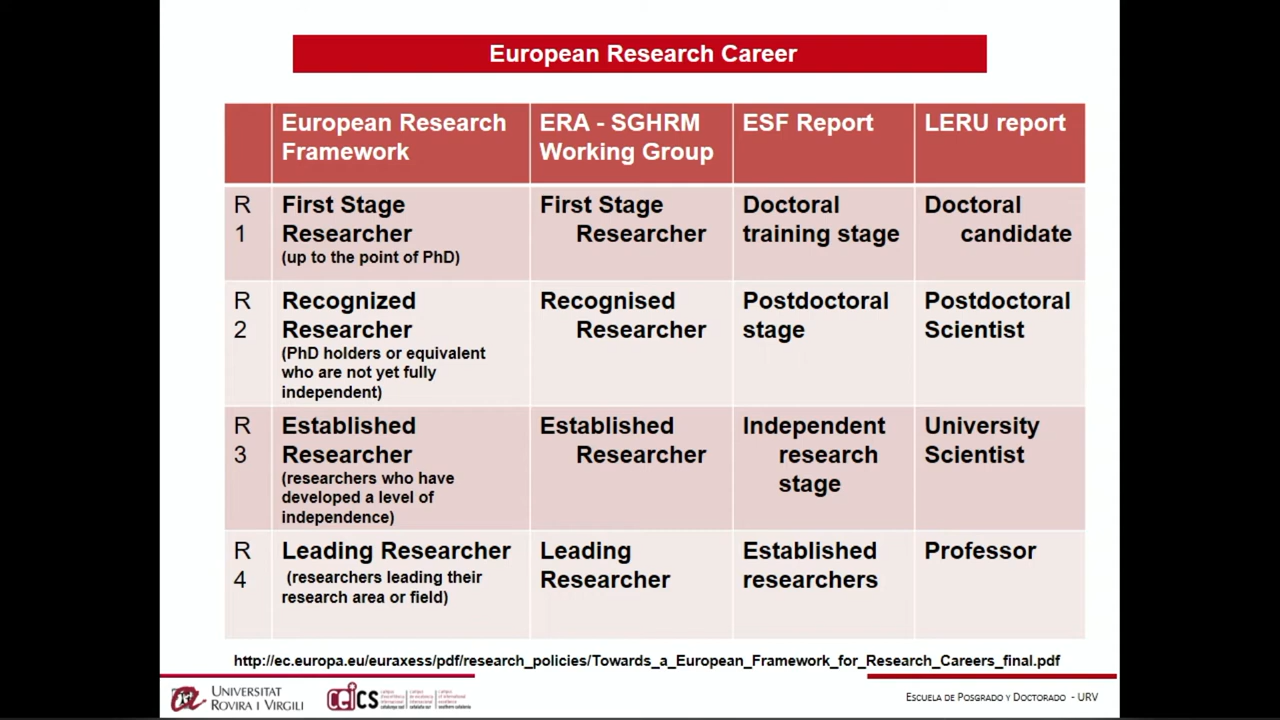 European Research Career
European Research
Framework
ERA - SGHRM
Working Group
ESF Report
LERU report
R
1
First Stage
Researcher
(up to the point of PhD)
First Stage
Researcher
Doctoral
training stage
Doctoral
candidate
R
2
Recognized
Researcher
(PhD holders or equivalent
who are not yet fully
independent)
Recognised
Researcher
Postdoctoral
stage
Postdoctoral
Scientist
R
3
Established
Researcher
(researchers who have
developed a level of
independence)
Established
Researcher
Independent
research
stage
University
Scientist
R
4
Leading Researcher
(researchers leading their
research area or field)
Leading
Researcher
Established
researchers
Professor
http://ec.europa.eu/euraxess/pdf/research_policies/Towards_a_European_Framework_for_Research_Careers_final.pdf
UNIVERSITAT
ROVIRA I VIRGILI
CEICS
ESCUELA DE POSGRADO Y DOCTORADO - URV